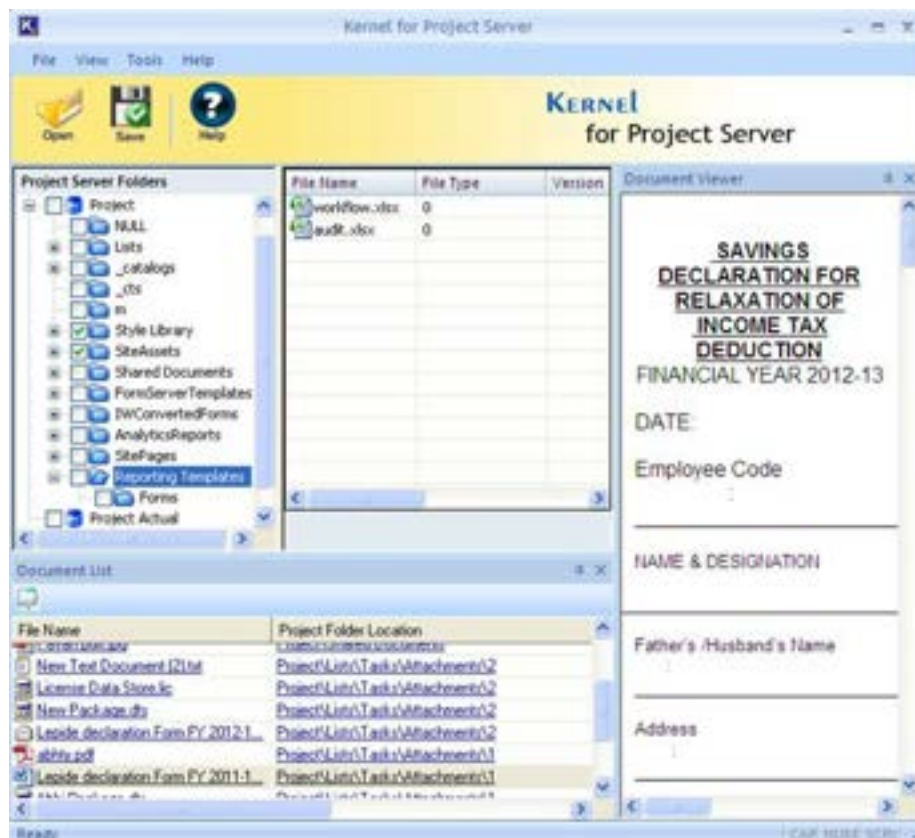 Kernel for Project Server
File View Tools Help
Open Save Help
KERNEL
for Project Server
Project Server Folders
Project
NULL
Lists
_catalogs
_cts
m
Style Library
SiteAssets
Shared Documents
FormServerTemplates
IWConvertedForms
AnalyticsReports
SitePages
Reporting Templates
Forms
Project Actual
File Name File Type Version
workflow.xlsx 0
audit.xlsx 0
Document Viewer
SAVINGS
DECLARATION FOR
RELAXATION OF
INCOME TAX
DEDUCTION
FINANCIAL YEAR 2012-13
DATE:
Employee Code
:
NAME & DESIGNATION
Father's /Husband's Name
:
Address
:
Document List
File Name Project Folder Location
New Text Document (2).txt Project\Lists\Tasks\Attachments\2
License Data Store.lic Project\Lists\Tasks\Attachments\2
New Package.dts Project\Lists\Tasks\Attachments\2
Lepide declaration Form FY 2012-1... Project\Lists\Tasks\Attachments\2
Project\Lists\Tasks\Attachments\1
Lepide declaration Form FY 2011-1... Project\Lists\Tasks\Attachments\1
Ready
CAP NUM